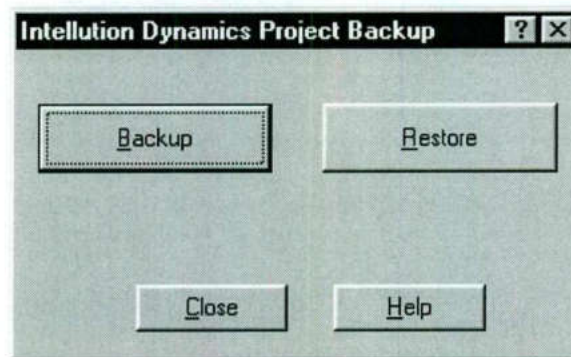 Intellution Dynamics Project Backup ? X
Backup
Restore
Close
Help